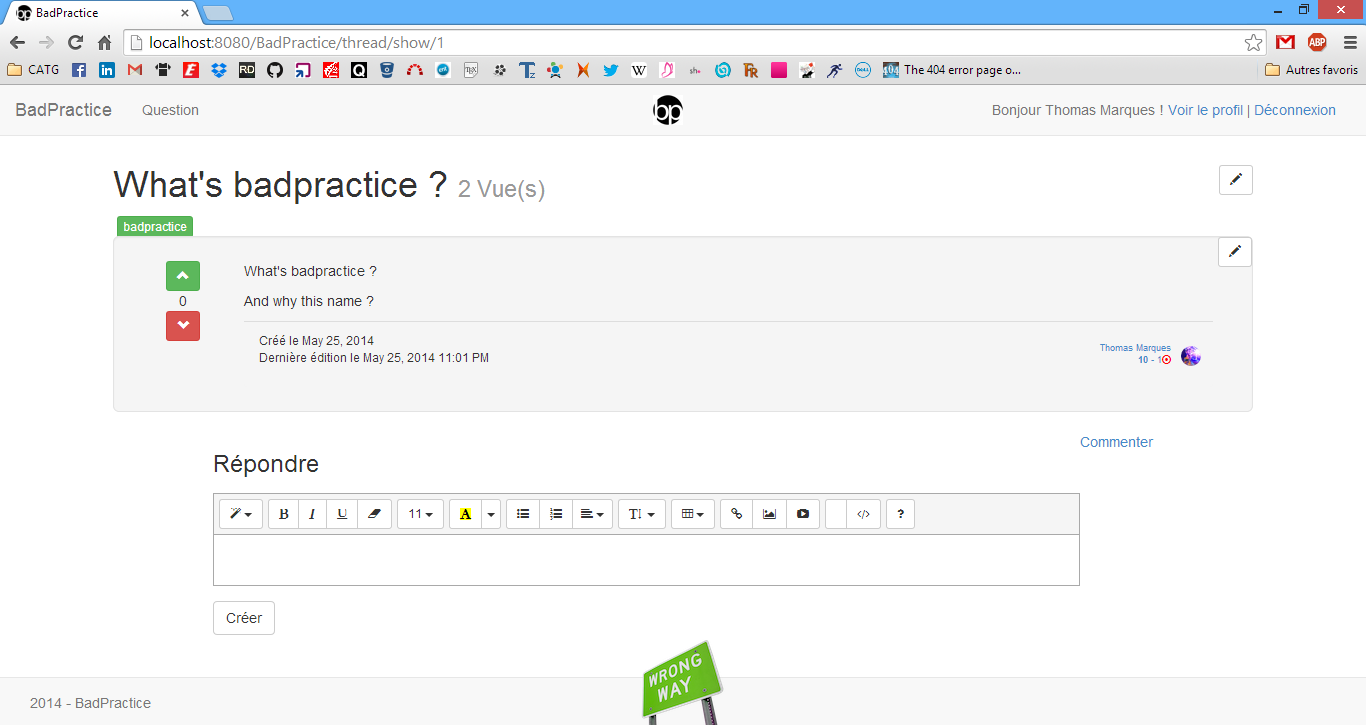 BadPractice
localhost:8080/BadPractice/thread/show/1
CATG
The 404 error page o...
Autres favoris
BadPractice Question bp Bonjour Thomas Marques ! Voir le profil | Déconnexion
What's badpractice ? 2 Vue(s)
badpractice
What's badpractice ?
0
And why this name ?
Créé le May 25, 2014
Dernière édition le May 25, 2014 11:01 PM
Thomas Marques
10 - 1
Commenter
Répondre
B I U 11 A T ?
Créer
WRONG
WAY
2014 - BadPractice